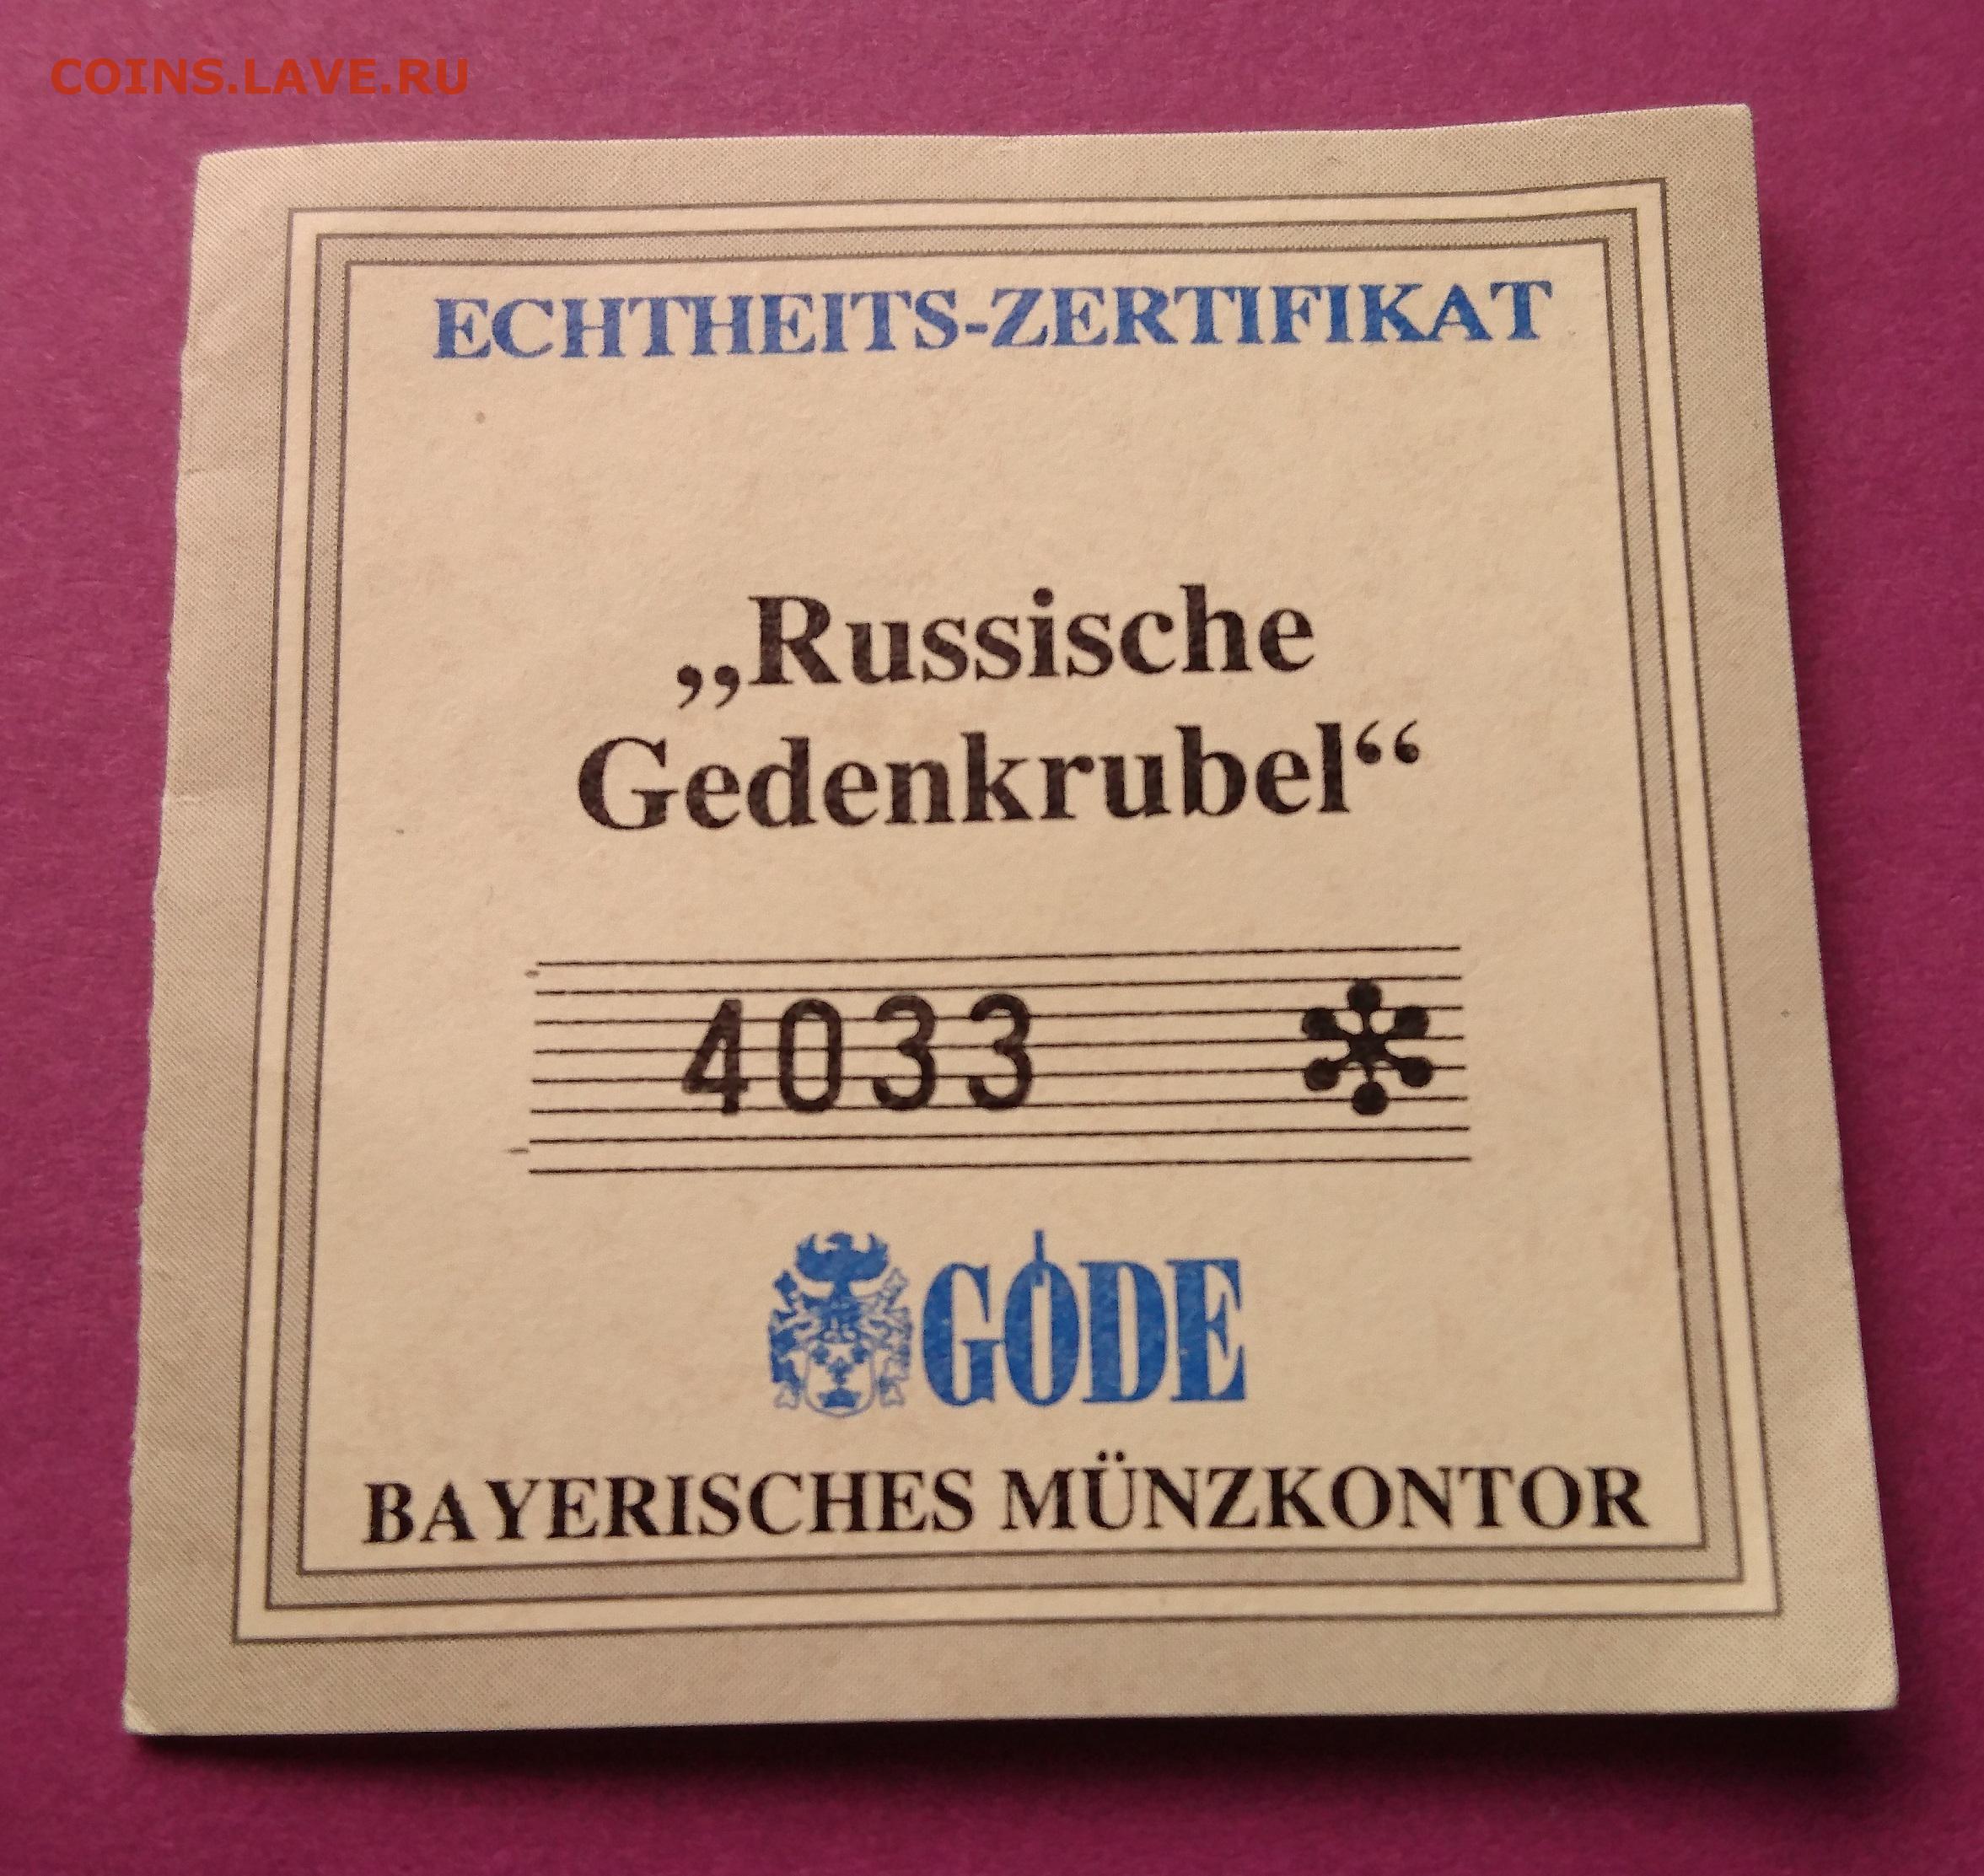 COINS.LAVE.RU
ECHTHEITS-ZERTIFIKAT
„Russische
Gedenkrubel“
4033
GÖDE
BAYERISCHES MÜNZKONTOR